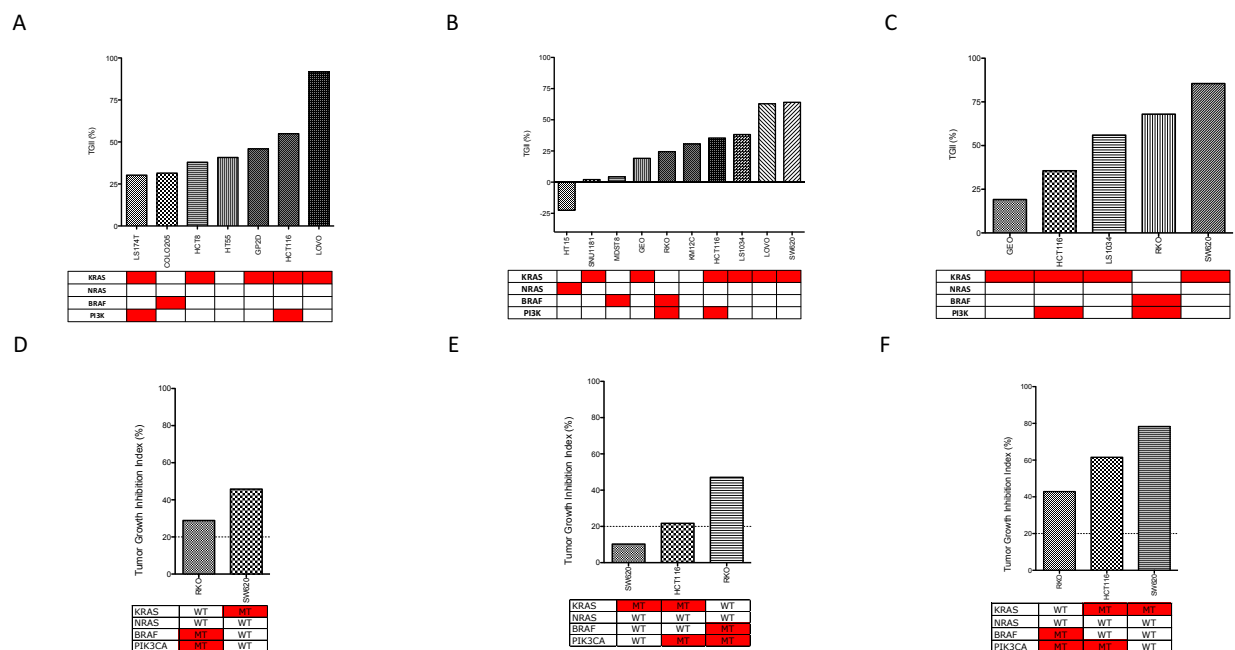 A
B
C
100
75
50
25
0
TGII (%)
LS174T
COLO205
HCT8
HT55
GP2D
HCT116
LOVO
KRAS
NRAS
BRAF
PI3K
100
75
50
25
0
-25
TGII (%)
HT15
SNU1181
MDST8
GEO
RKO
KM12C
HCT116
LS1034
LOVO
SW620
KRAS
NRAS
BRAF
PI3K
100
75
50
25
0
TGII (%)
GEO
HCT116
LS1034
RKO
SW620
KRAS
NRAS
BRAF
PI3K
D
E
F
100
80
60
40
20
0
Tumor Growth Inhibition Index (%)
RKO
SW620
KRAS WT MT
NRAS WT WT
BRAF MT WT
PIK3CA MT WT
100
80
60
40
20
0
Tumor Growth Inhibition Index (%)
SW620
HCT116
RKO
KRAS MT MT WT
NRAS WT WT WT
BRAF WT WT MT
PIK3CA WT MT MT
100
80
60
40
20
0
Tumor Growth Inhibition Index (%)
RKO
HCT116
SW620
KRAS WT MT MT
NRAS WT WT WT
BRAF MT WT WT
PIK3CA MT MT WT